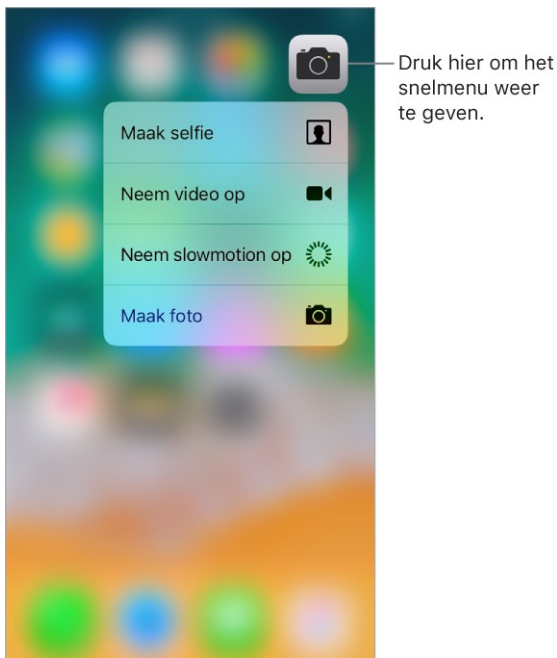 Druk hier om het
snelmenu weer
te geven.
Maak selfie
Neem video op
Neem slowmotion op
Maak foto